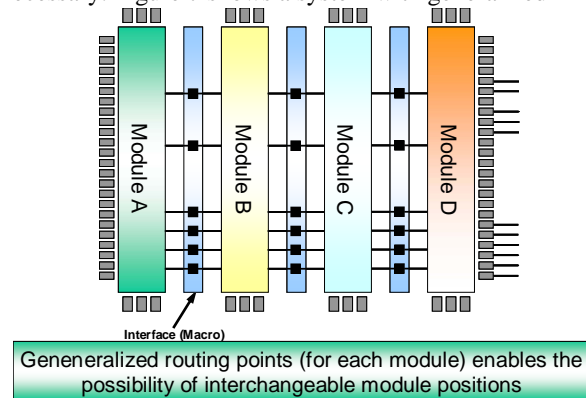 Module A
Module B
Module C
Module D
Interface (Macro)
Geneneralized routing points (for each module) enables the
possibility of interchangeable module positions